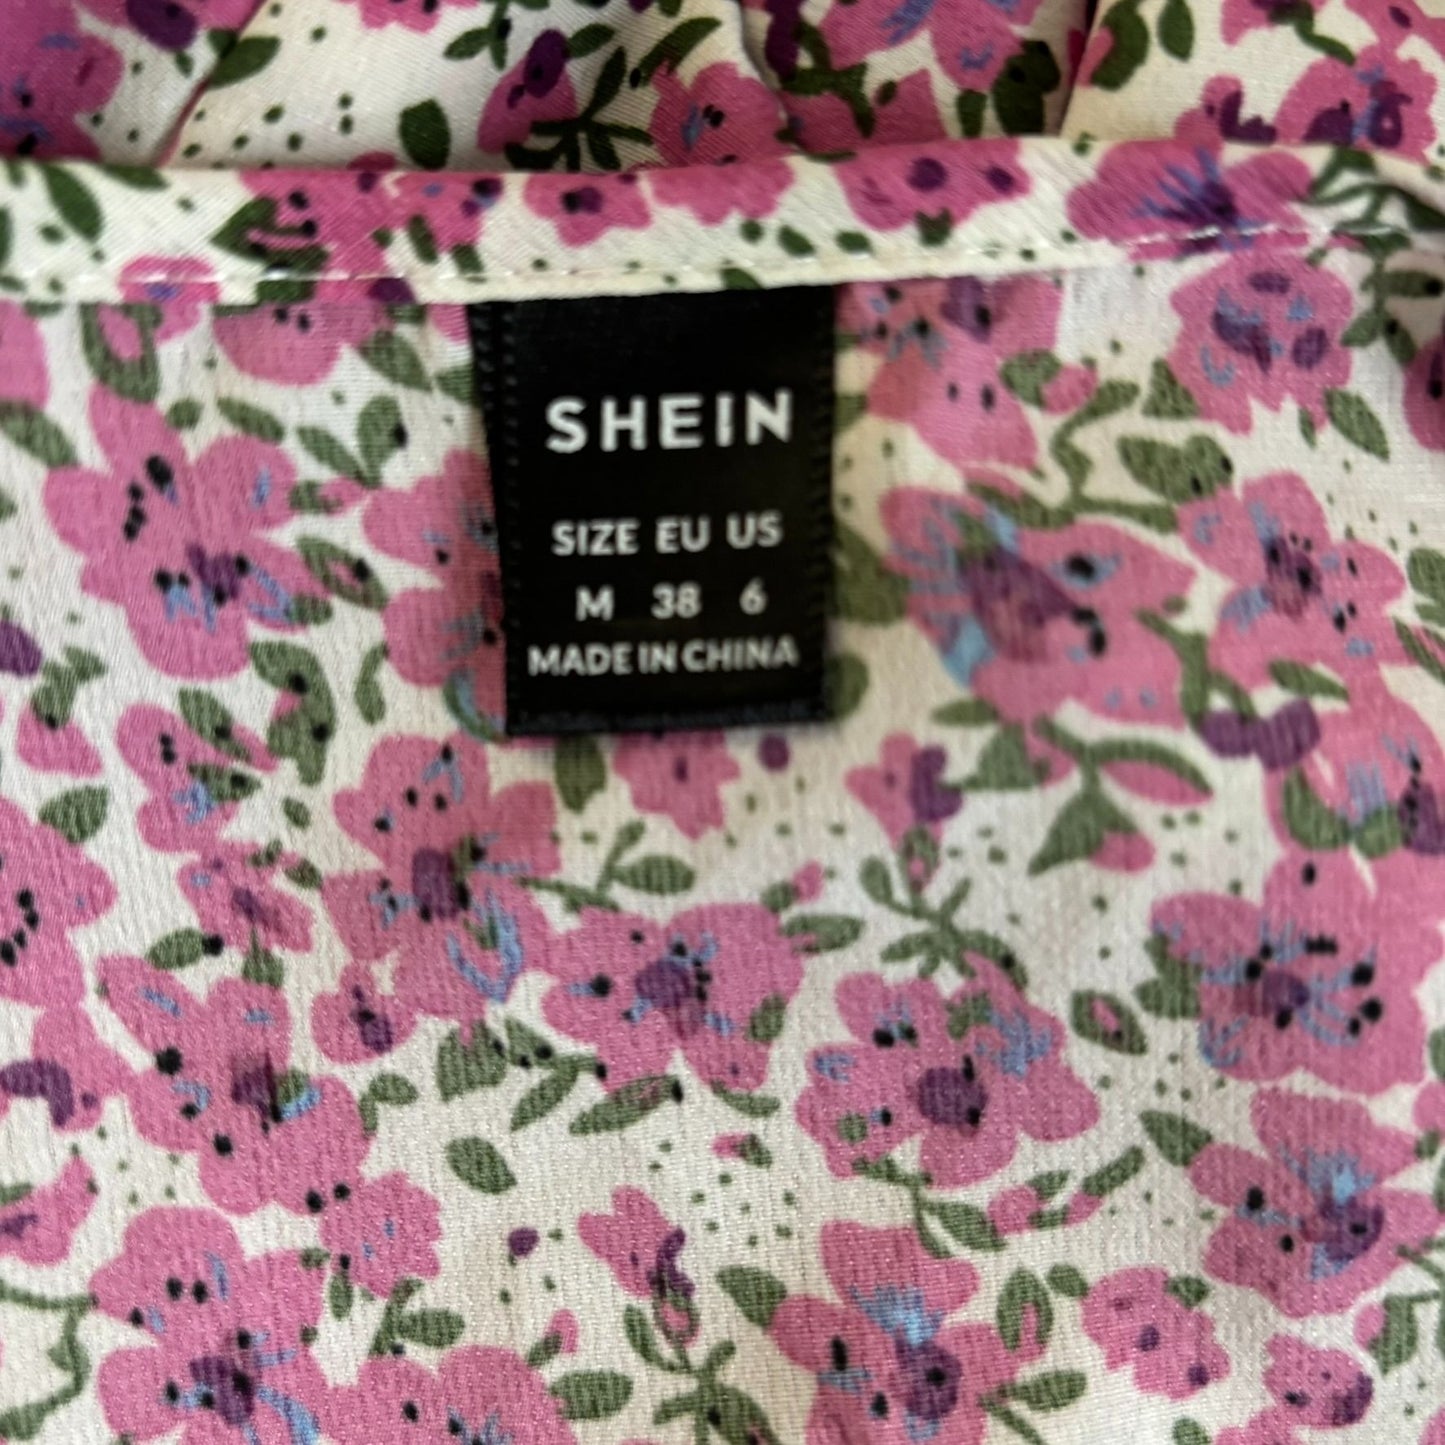 SHEIN
SIZE EU US
M 38 6
MADE IN CHINA